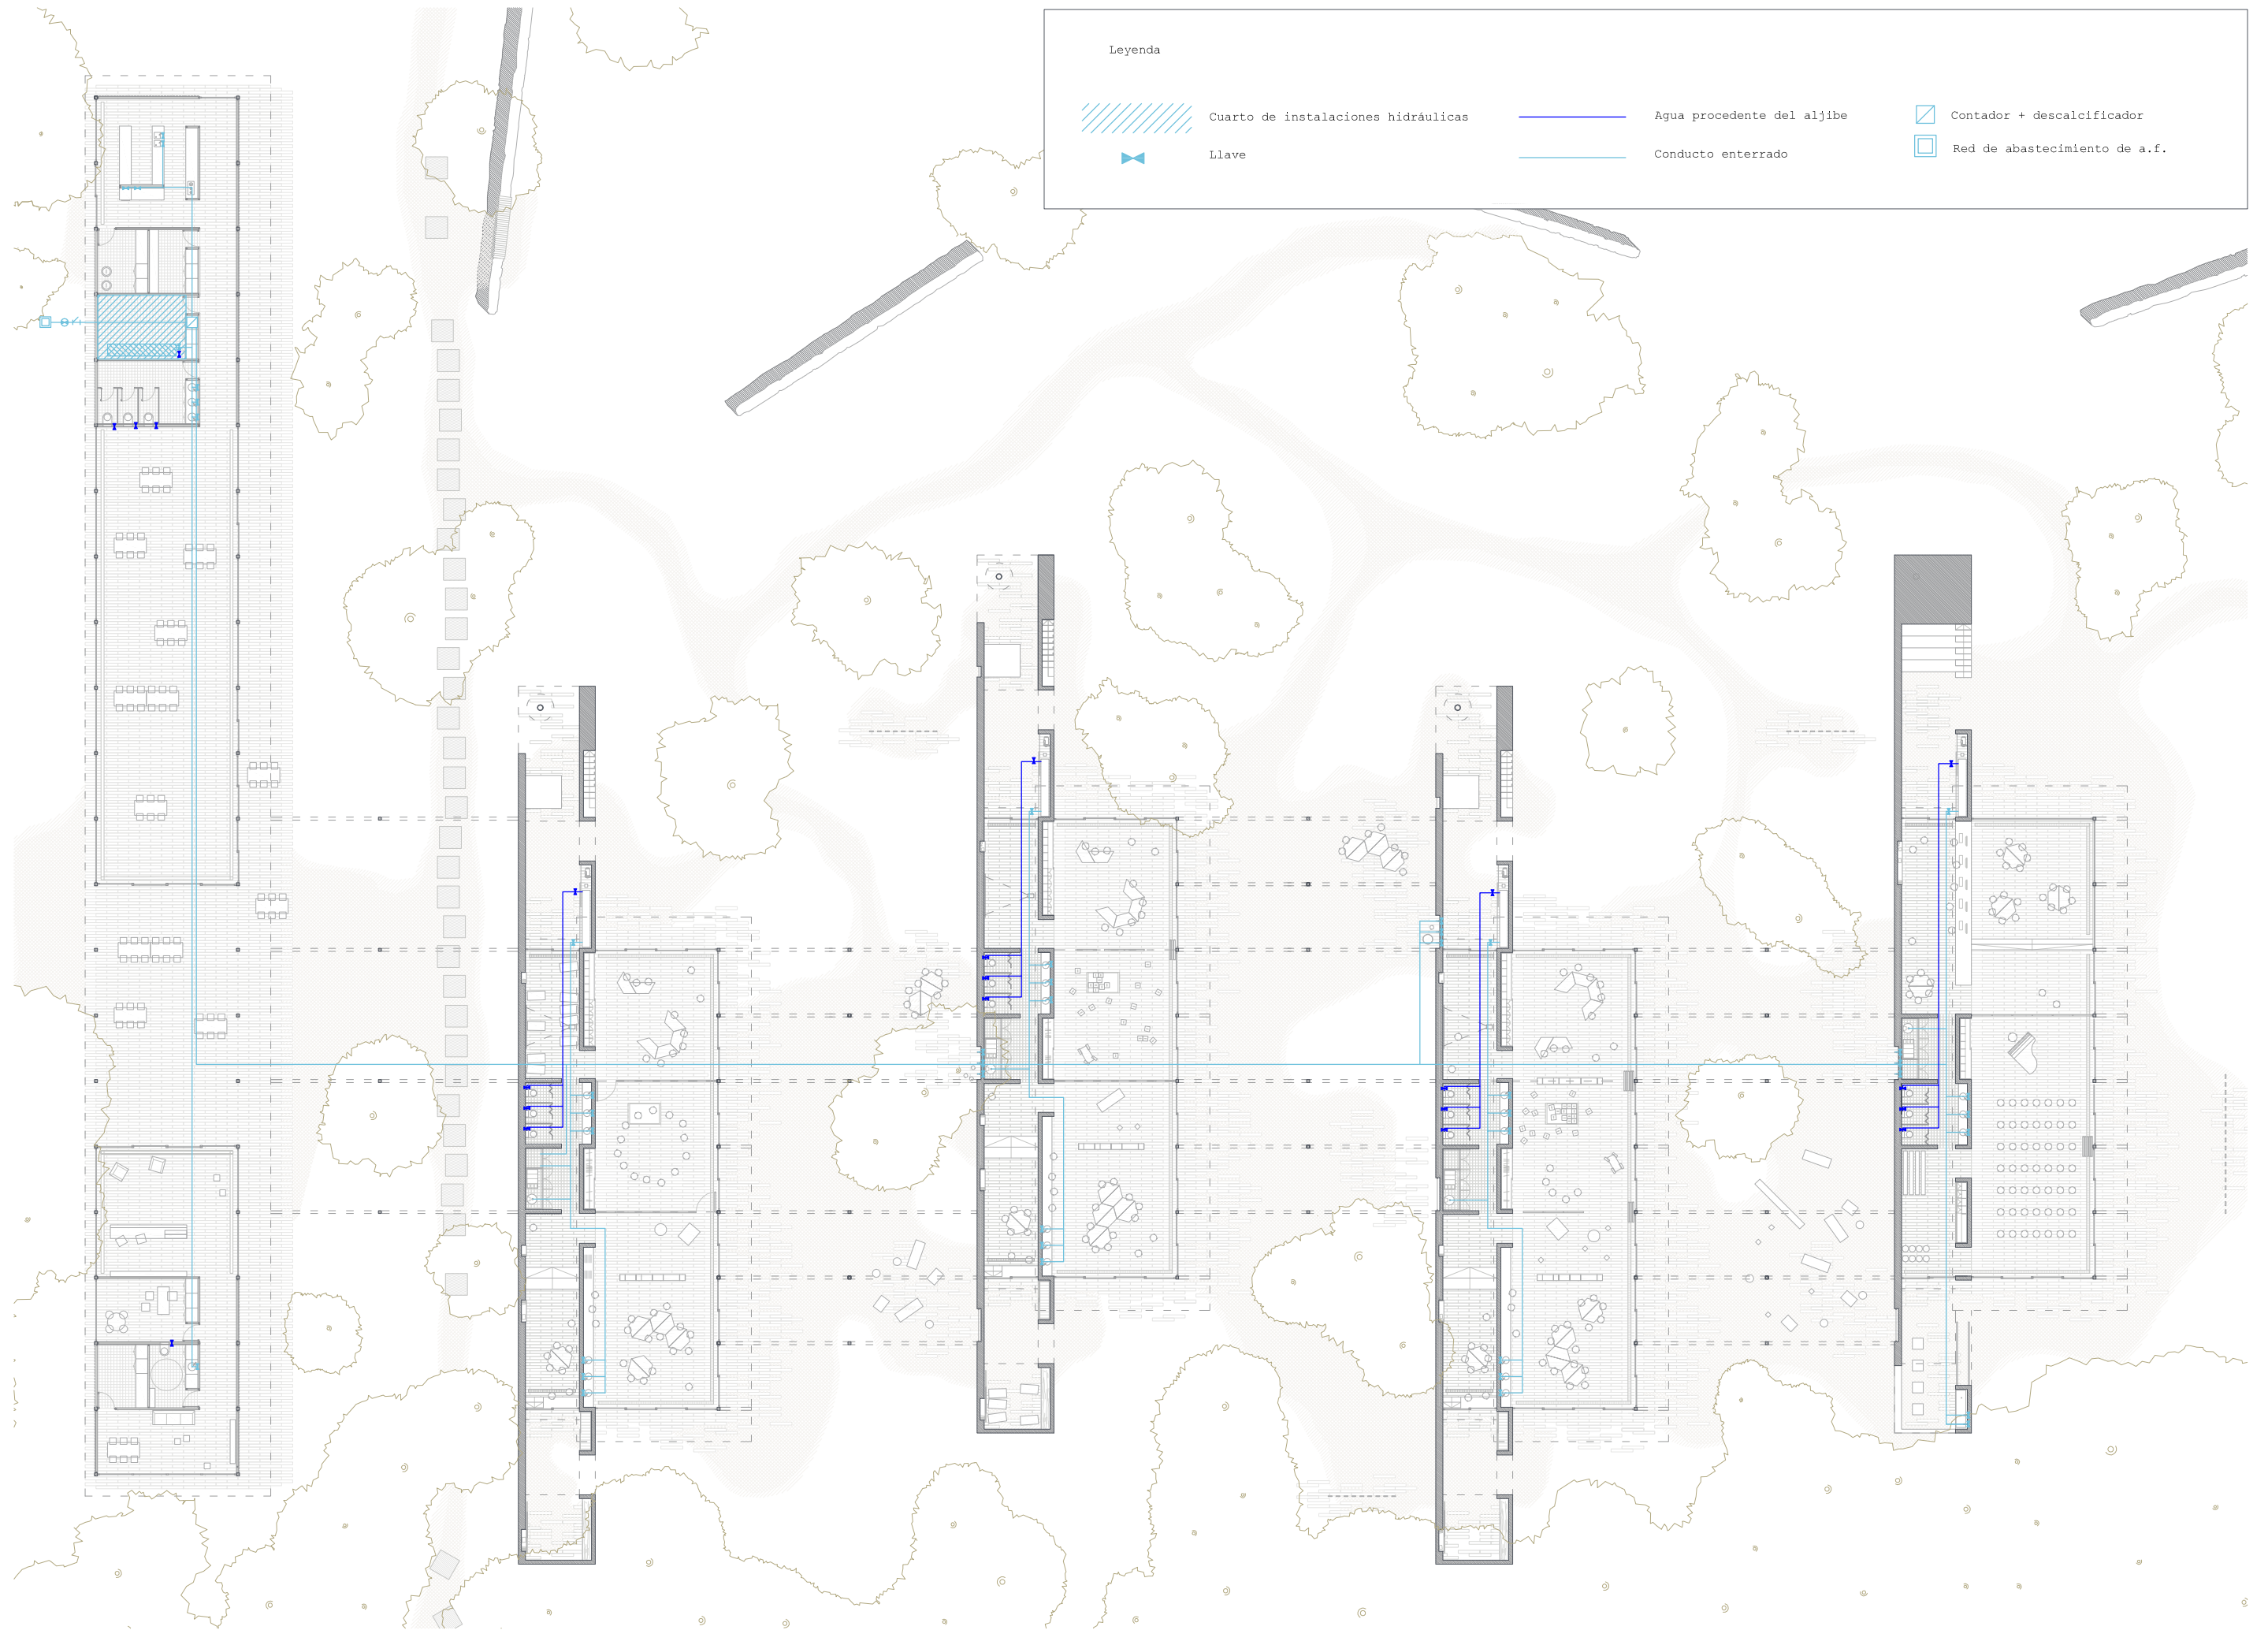 Leyenda
Cuarto de instalaciones hidráulicas
Agua procedente del aljibe
Contador + descalcificador
Llave
Conducto enterrado
Red de abastecimiento de a.f.